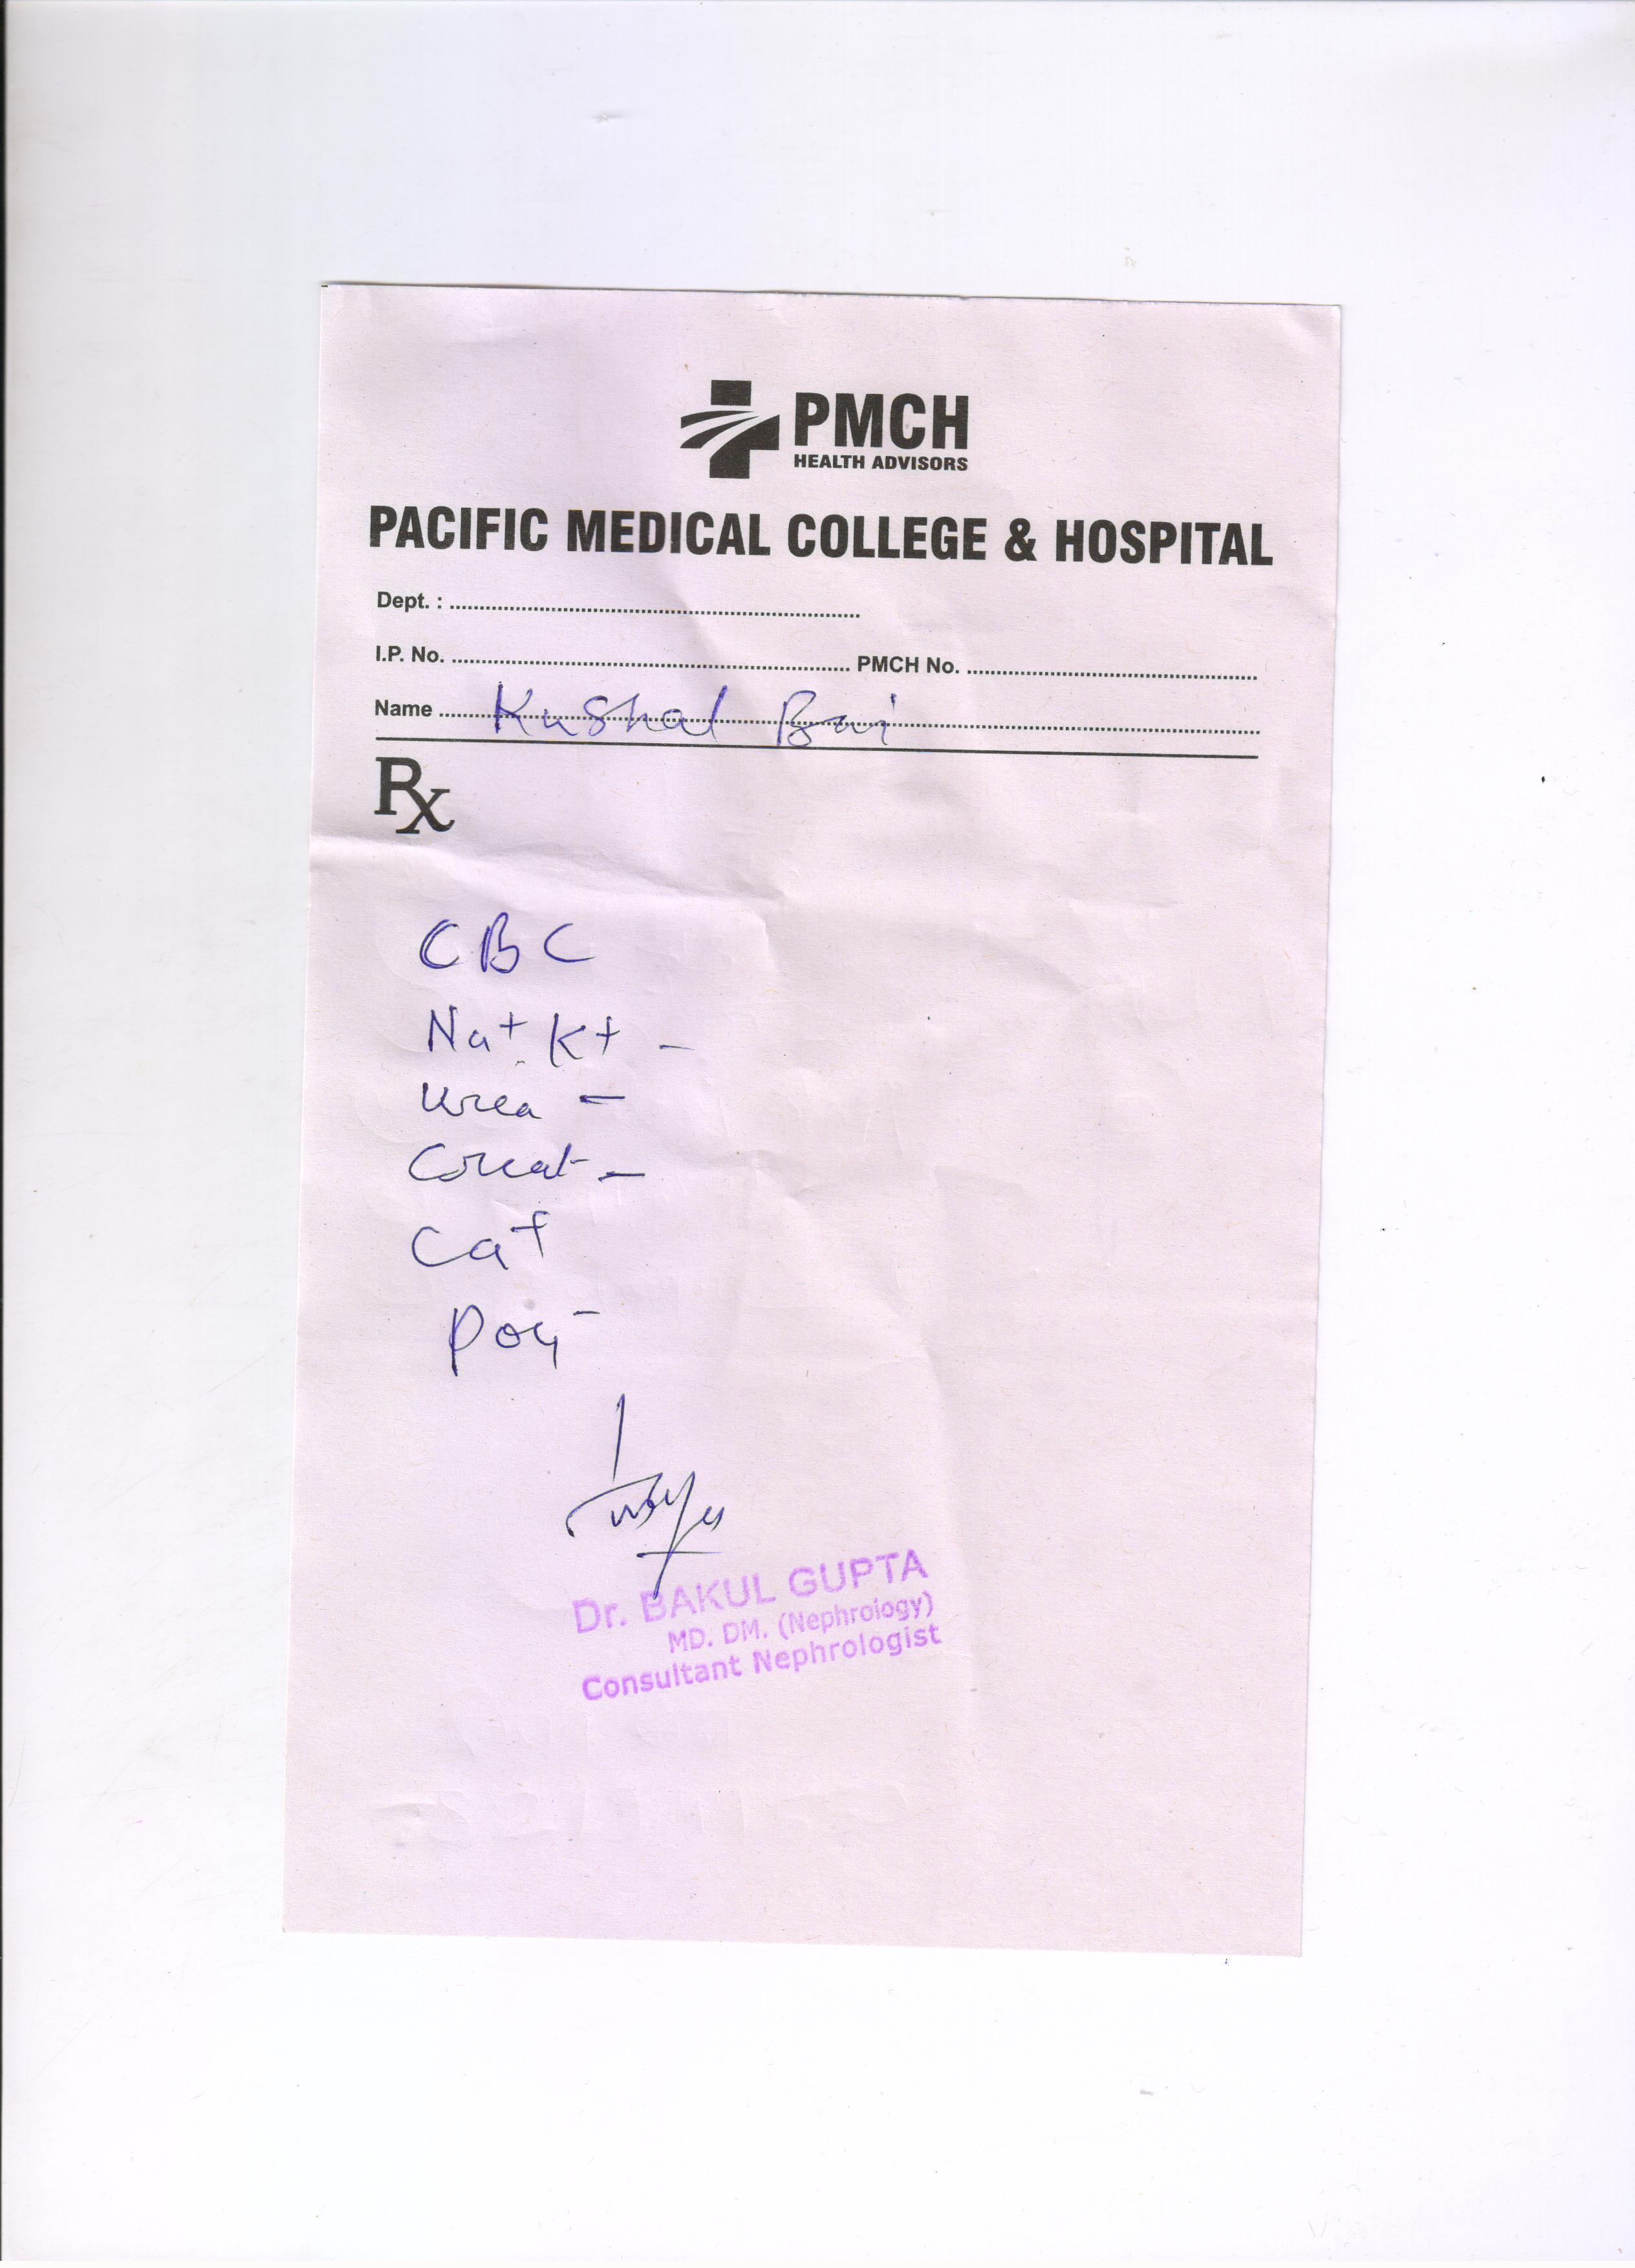 PMCH
HEALTH ADVISORS
PACIFIC MEDICAL COLLEGE & HOSPITAL
Dept. :
I.P. No. PMCH No.
Name Kushal Bai
Rx
CBC
Na+ K+ -
Urea -
Creat -
Ca+
PO4-
Dr. BAKUL GUPTA
MD. DM. (Nephrology)
Consultant Nephrologist